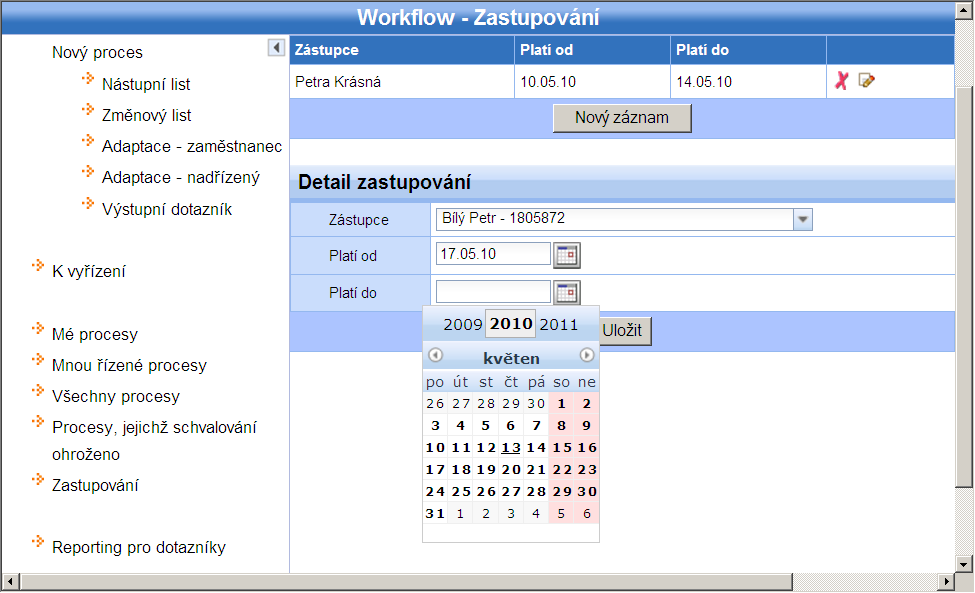 Workflow - Zastupování
Nový proces
Nástupní list
Změnový list
Adaptace - zaměstnanec
Adaptace - nadřízený
Výstupní dotazník
K vyřízení
Mé procesy
Mnou řízené procesy
Všechny procesy
Procesy, jejichž schvalování
ohroženo
Zastupování
Reporting pro dotazníky
Zástupce Platí od Platí do
Petra Krásná 10.05.10 14.05.10
Nový záznam
Detail zastupování
Zástupce Bílý Petr - 1805872
Platí od 17.05.10
Platí do
Uložit
2009 2010 2011
květen
po út st čt pá so ne
26 27 28 29 30 1 2
3 4 5 6 7 8 9
10 11 12 13 14 15 16
17 18 19 20 21 22 23
24 25 26 27 28 29 30
31 1 2 3 4 5 6